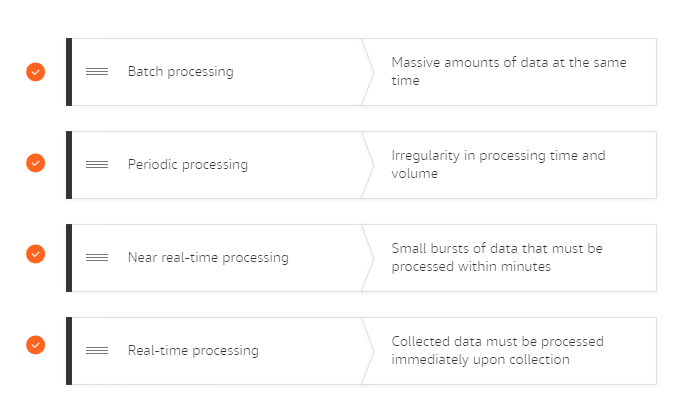 Batch processing
Massive amounts of data at the same
time
Periodic processing
Irregularity in processing time and
volume
Near real-time processing
Small bursts of data that must be
processed within minutes
Real-time processing
Collected data must be processed
immediately upon collection